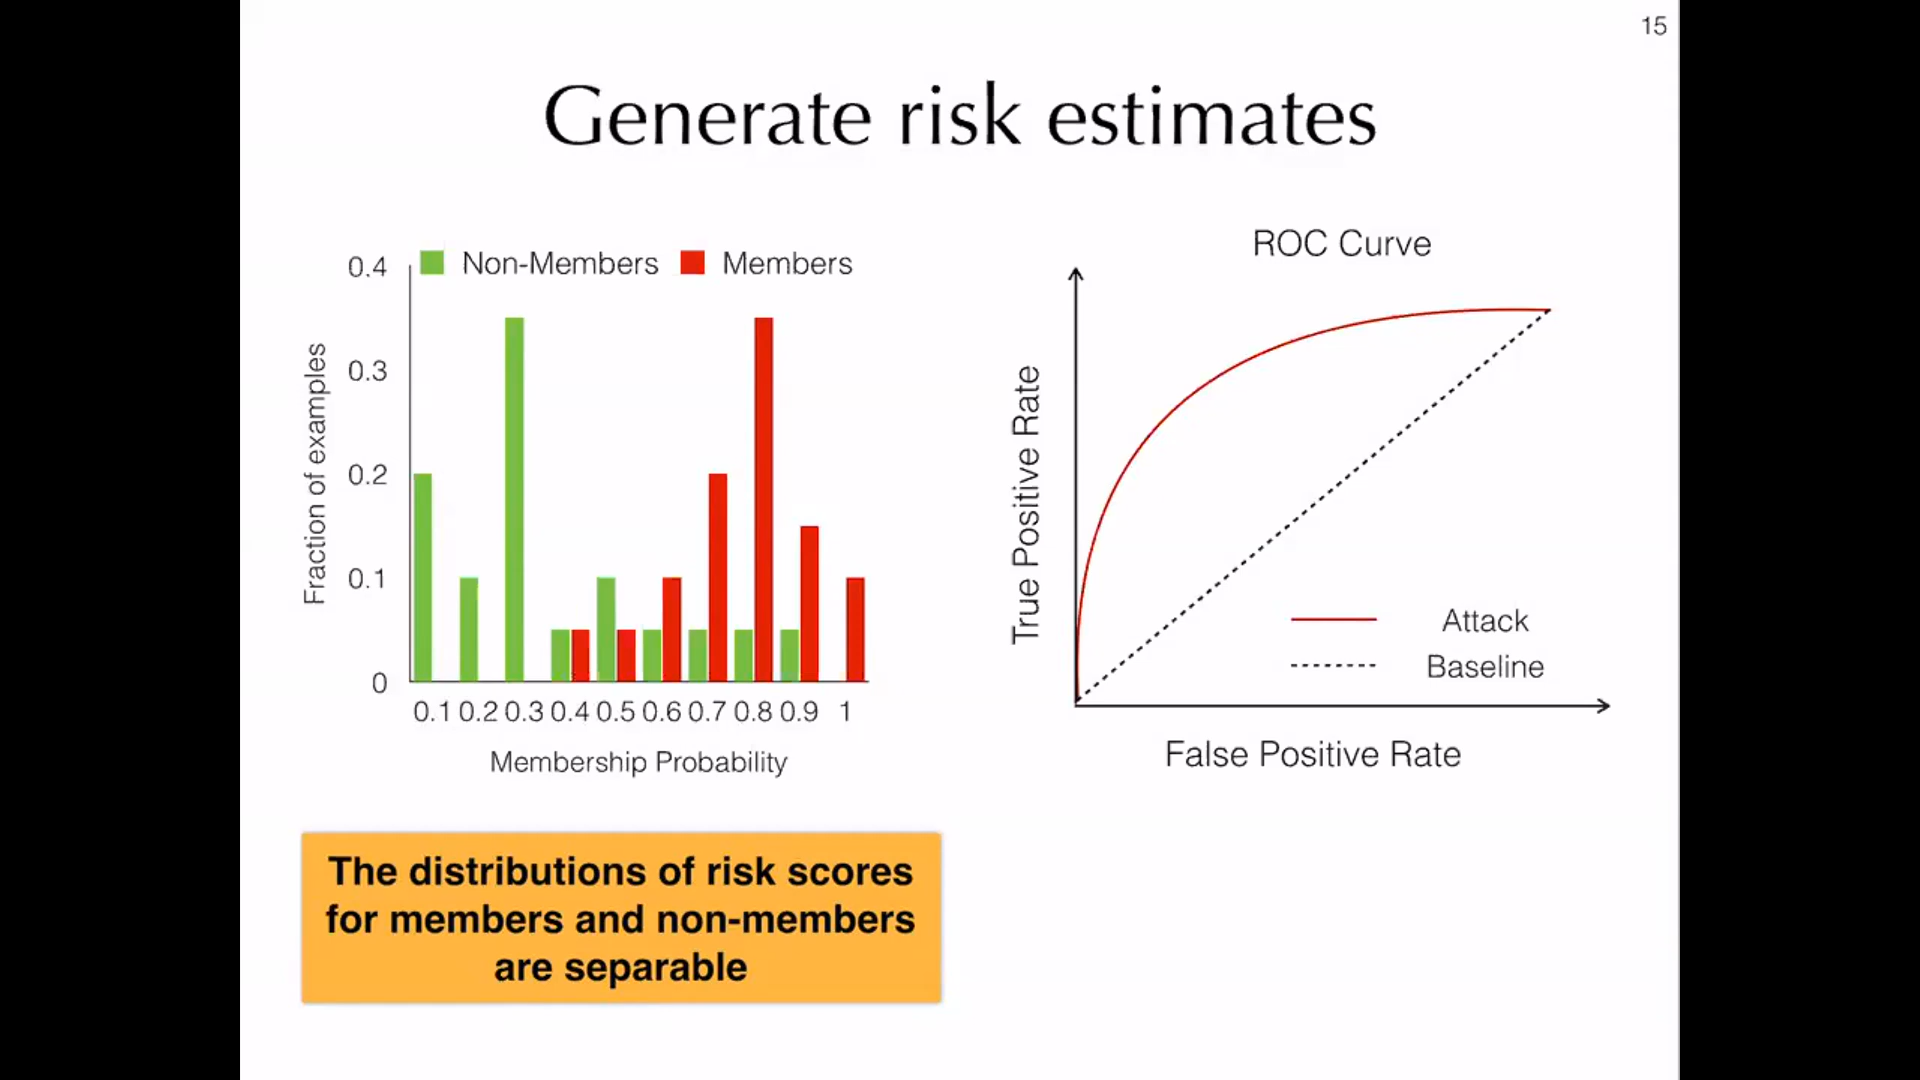 15
Generate risk estimates
Non-Members Members
0.4
0.3
0.2
0.1
0
Fraction of examples
0.1 0.2 0.3 0.4 0.5 0.6 0.7 0.8 0.9 1
Membership Probability
ROC Curve
True Positive Rate
Attack
Baseline
False Positive Rate
The distributions of risk scores
for members and non-members
are separable